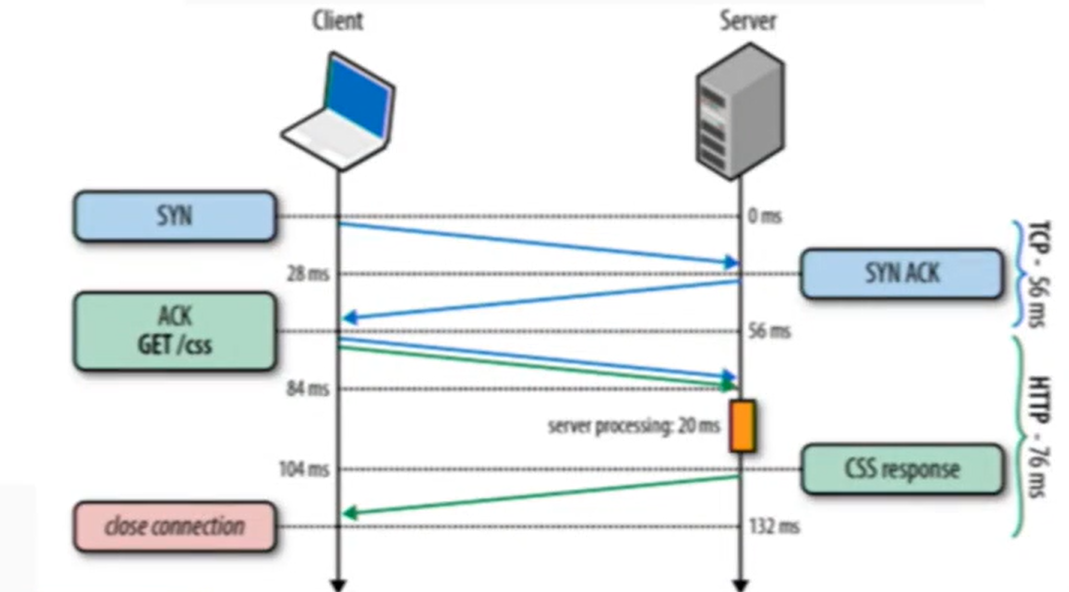 Client
Server
SYN
0 ms
28 ms
SYN ACK
TCP - 56 ms
ACK
GET /css
56 ms
84 ms
server processing: 20 ms
HTTP - 76 ms
104 ms
CSS response
close connection
132 ms